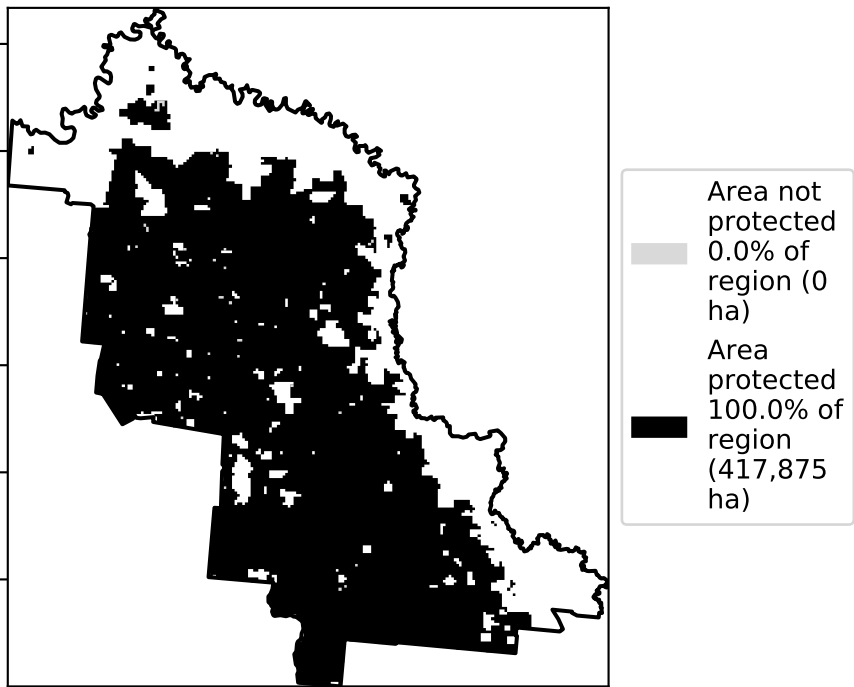 Area not
protected
0.0% of
region (0
ha)
Area
protected
100.0% of
region
(417,875
ha)